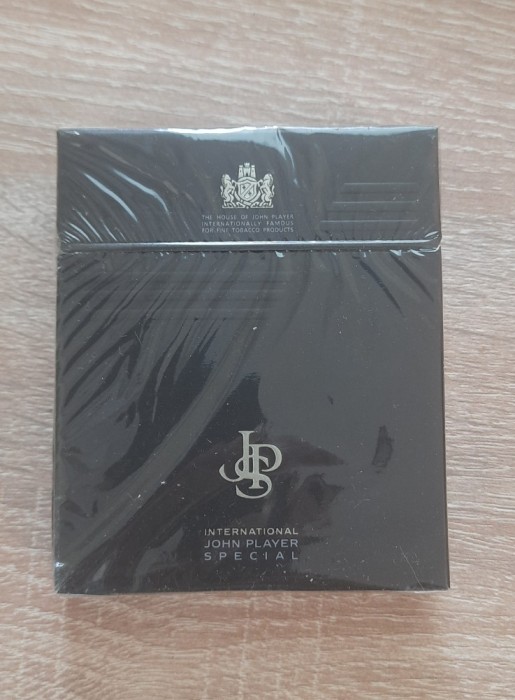 THE HOUSE OF JOHN PLAYER
INTERNATIONALLY FAMOUS
FOR FINE TOBACCO PRODUCTS
JPS
INTERNATIONAL
JOHN PLAYER
SPECIAL